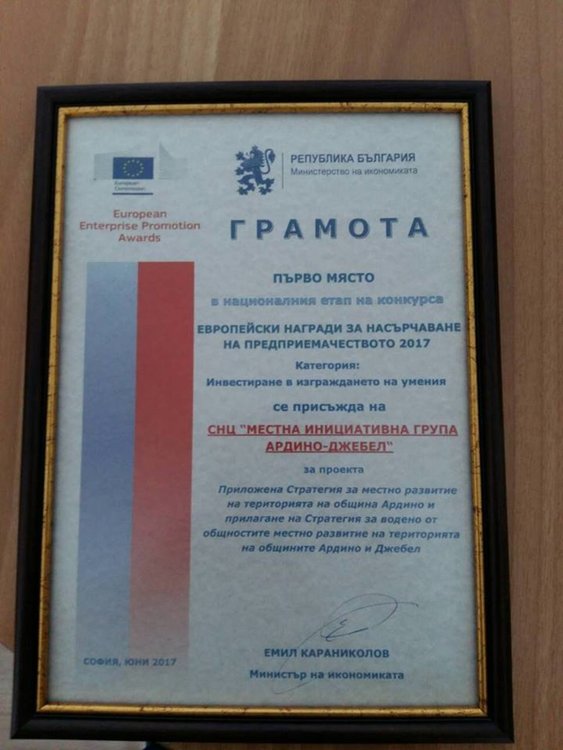 European
Commission
European
Enterprise Promotion
Awards
РЕПУБЛИКА БЪЛГАРИЯ
Министерство на икономиката
ГРАМОТА
ПЪРВО МЯСТО
в националния етап на конкурса
ЕВРОПЕЙСКИ НАГРАДИ ЗА НАСЪРЧАВАНЕ
НА ПРЕДПРИЕМАЧЕСТВОТО 2017
Категория:
Инвестиране в изграждането на умения
се присъжда на
СНЦ "МЕСТНА ИНИЦИАТИВНА ГРУПА
АРДИНО-ДЖЕБЕЛ"
за проекта
Приложена Стратегия за местно развитие
на територията на община Ардино и
прилагане на Стратегия за водено от
общностите местно развитие на територията
на общините Ардино и Джебел
ЕМИЛ КАРАНИКОЛОВ
Министър на икономиката
СОФИЯ, ЮНИ 2017